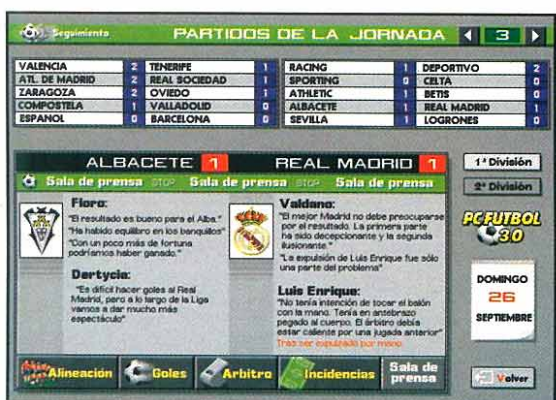 Seguimiento PARTIDOS DE LA JORNADA 3
VALENCIA 2 TENERIFE 1 RACING 1 DEPORTIVO 2
ATL. DE MADRID 2 REAL SOCIEDAD 1 SPORTING 0 CELTA 0
ZARAGOZA 2 OVIEDO 1 ATHLETIC 1 BETIS 0
COMPOSTELA 1 VALLADOLID 0 ALBACETE 1 REAL MADRID 1
ESPAÑOL 0 BARCELONA 0 SEVILLA 1 LOGROÑES 0
ALBACETE 1 REAL MADRID 1
Sala de prensa STOP Sala de prensa STOP Sala de prensa
Floro:
"El resultado es bueno para el Alba."
"Ha habido equilibro en los banquillos"
"Con un poco más de fortuna
podríamos haber ganado."
Dertycia:
"Es dificil hacer goles al Real
Madrid, pero a lo largo de la Liga
vamos a dar mucho más
espectáculo"
Valdano:
"El mejor Madrid no debe preocuparse
por el resultado. La primera parte
ha sido decepcionante y la segunda
ilusionante."
"La expulsión de Luis Enrique fue sólo
una parte del problema"
Luis Enrique:
"No tenía intención de tocar el balón
con la mano. Tenía en antebrazo
pegado al cuerpo. El árbitro debía
estar caliente por una jugada anterior"
Tras ser expulsado por mano.
1ª División
2ª División
PC FUTBOL
3.0
DOMINGO
26
SEPTIEMBRE
Alineación Goles Arbitro Incidencias Sala de
prensa
Volver